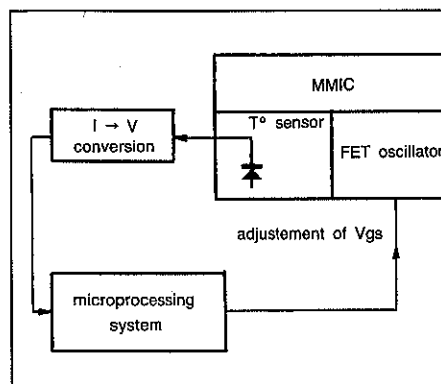 MMIC
T° sensor
FET oscillator
I → V
conversion
adjustement of Vgs
microprocessing
system